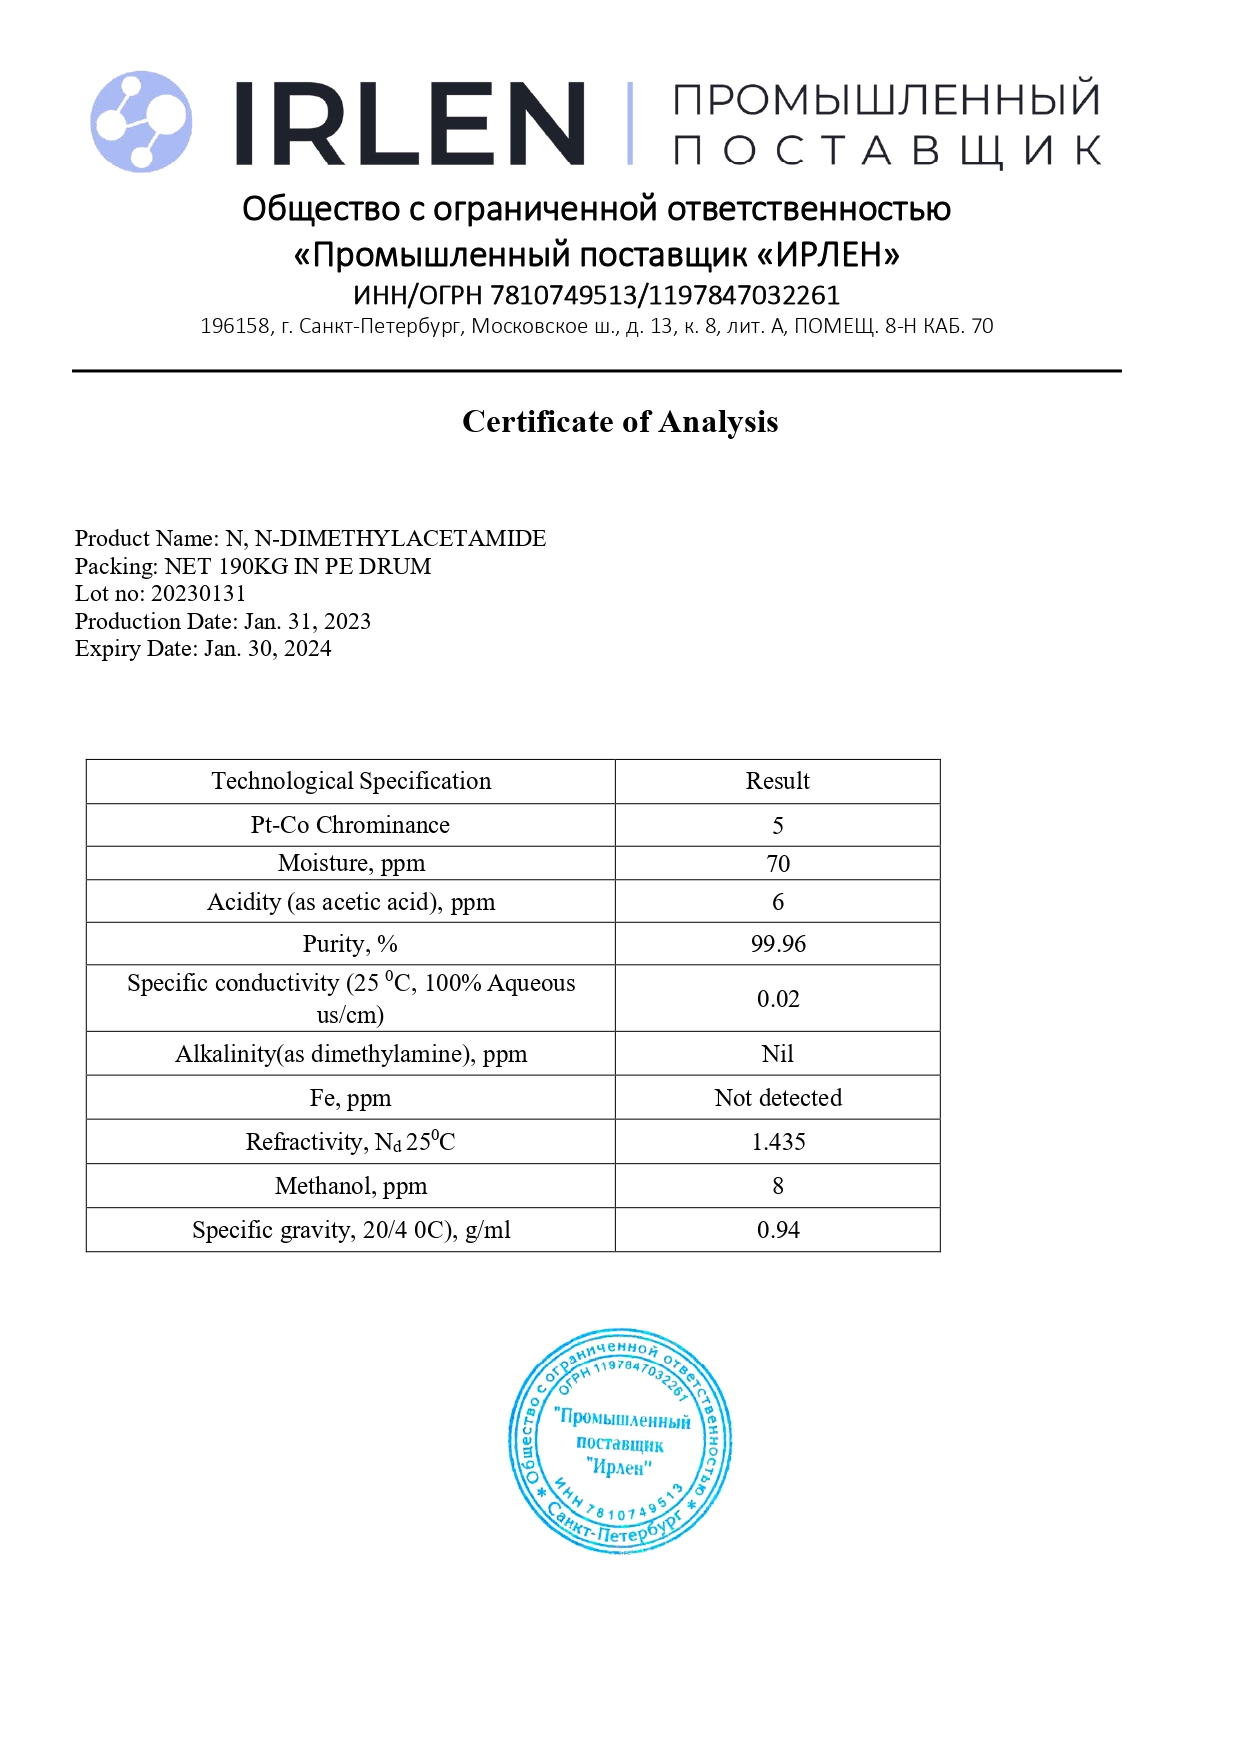 IRLEN
ПРОМЫШЛЕННЫЙ
ПОСТАВЩИК
Общество с ограниченной ответственностью
«Промышленный поставщик «ИРЛЕН»
ИНН/ОГРН 7810749513/1197847032261
196158, г. Санкт-Петербург, Московское ш., д. 13, к. 8, лит. А, ПОМЕЩ. 8-Н КАБ. 70
Certificate of Analysis
Product Name: N, N-DIMETHYLACETAMIDE
Packing: NET 190KG IN PE DRUM
Lot no: 20230131
Production Date: Jan. 31, 2023
Expiry Date: Jan. 30, 2024
Technological Specification Result
Pt-Co Chrominance 5
Moisture, ppm 70
Acidity (as acetic acid), ppm 6
Purity, % 99.96
Specific conductivity (25 ⁰C, 100% Aqueous
us/cm) 0.02
Alkalinity(as dimethylamine), ppm Nil
Fe, ppm Not detected
Refractivity, Nd 25⁰C 1.435
Methanol, ppm 8
Specific gravity, 20/4 0C), g/ml 0.94
Общество с ограниченной ответственностью
ОГРН 1197847032261
"Промышленный
поставщик
"Ирлен"
ИНН 7810749513
* Санкт-Петербург *